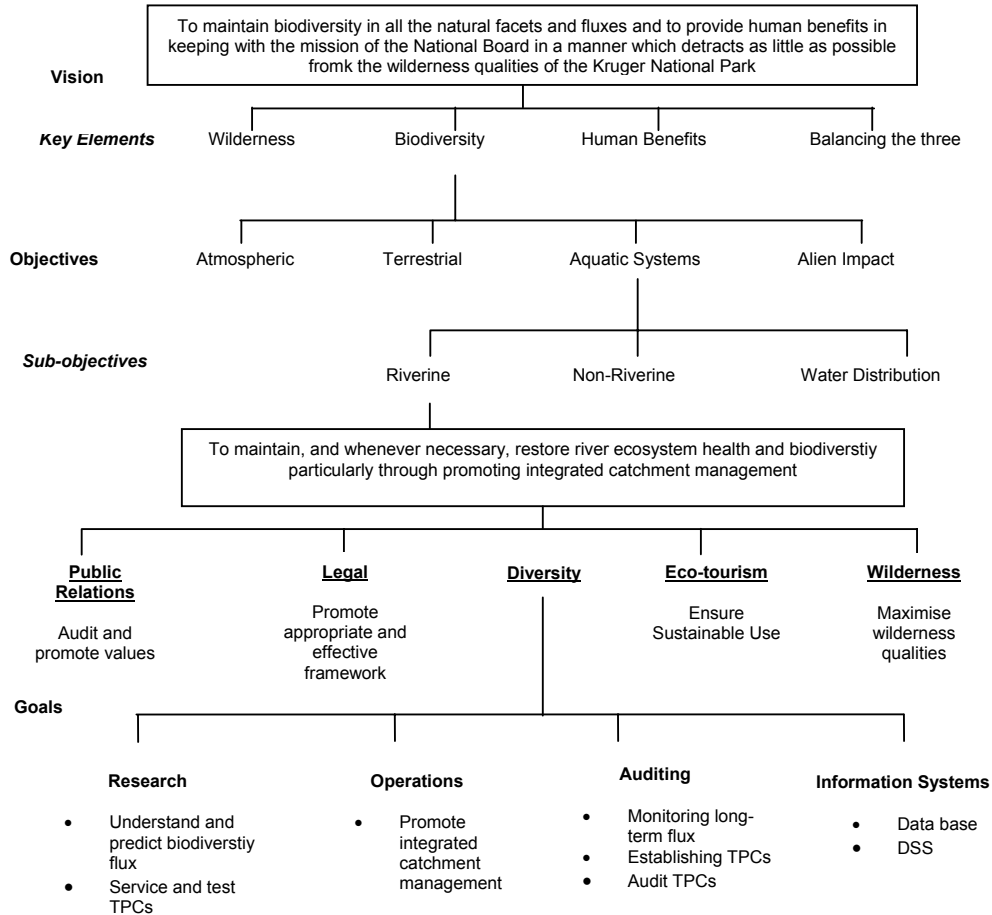 To maintain biodiversity in all the natural facets and fluxes and to provide human benefits in
keeping with the mission of the National Board in a manner which detracts as little as possible
fromk the wilderness qualities of the Kruger National Park
Vision
Key Elements
Wilderness
Biodiversity
Human Benefits
Balancing the three
Objectives
Atmospheric
Terrestrial
Aquatic Systems
Alien Impact
Sub-objectives
Riverine
Non-Riverine
Water Distribution
To maintain, and whenever necessary, restore river ecosystem health and biodiverstiy
particularly through promoting integrated catchment management
Public
Relations
Audit and
promote values
Legal
Promote
appropriate and
effective
framework
Diversity
Eco-tourism
Ensure
Sustainable Use
Wilderness
Maximise
wilderness
qualities
Goals
Research
• Understand and
predict biodiverstiy
flux
• Service and test
TPCs
Operations
• Promote
integrated
catchment
management
Auditing
• Monitoring long-
term flux
• Establishing TPCs
• Audit TPCs
Information Systems
• Data base
• DSS